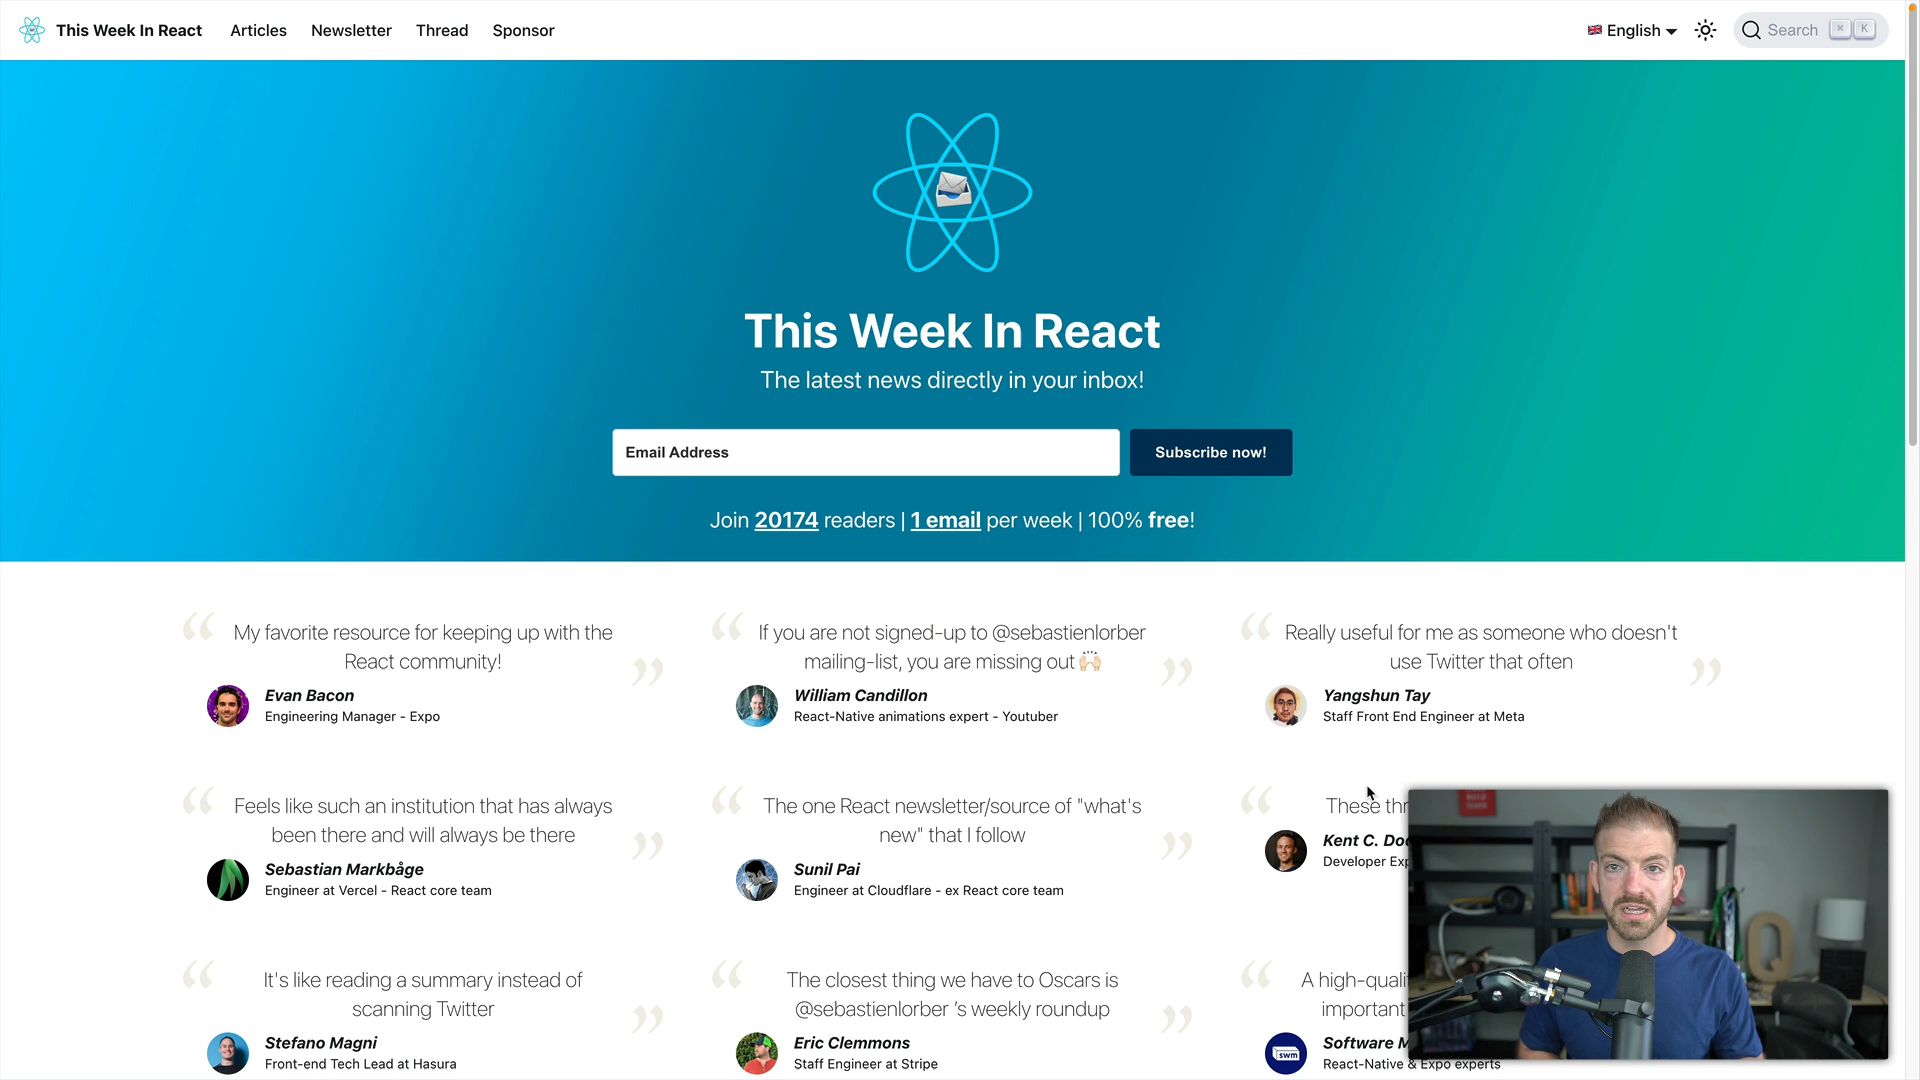 This Week In React
Articles
Newsletter
Thread
Sponsor
English
Search
⌘
K
This Week In React
The latest news directly in your inbox!
Email Address
Subscribe now!
Join 20174 readers | 1 email per week | 100% free!
“ My favorite resource for keeping up with the
React community! ”
Evan Bacon
Engineering Manager - Expo
“ If you are not signed-up to @sebastienlorber
mailing-list, you are missing out 🙌🏻 ”
William Candillon
React-Native animations expert - Youtuber
“ Really useful for me as someone who doesn't
use Twitter that often ”
Yangshun Tay
Staff Front End Engineer at Meta
“ Feels like such an institution that has always
been there and will always be there ”
Sebastian Markbåge
Engineer at Vercel - React core team
“ The one React newsletter/source of "what's
new" that I follow ”
Sunil Pai
Engineer at Cloudflare - ex React core team
“ These
Kent C.
Developer
“ It's like reading a summary instead of
scanning Twitter ”
Stefano Magni
Front-end Tech Lead at Hasura
“ The closest thing we have to Oscars is
@sebastienlorber 's weekly roundup ”
Eric Clemmons
Staff Engineer at Stripe
“ A
important
swm
Software
React-Native & Expo experts